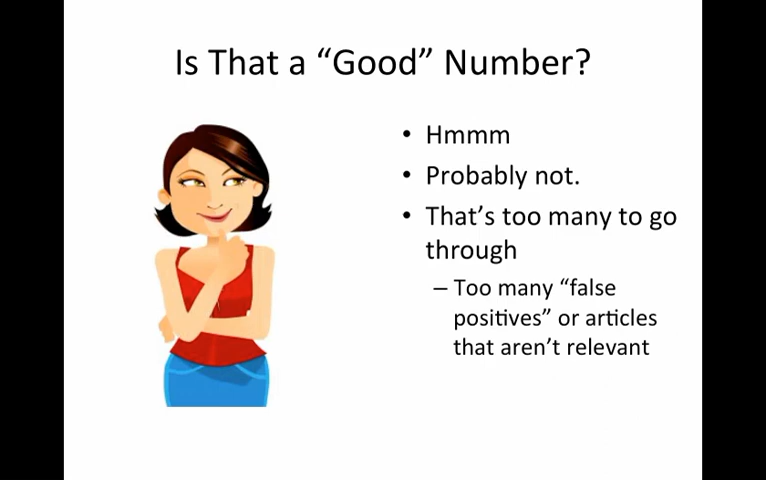 Is That a “Good” Number?
• Hmmm
• Probably not.
• That’s too many to go
through
– Too many “false
positives” or articles
that aren’t relevant